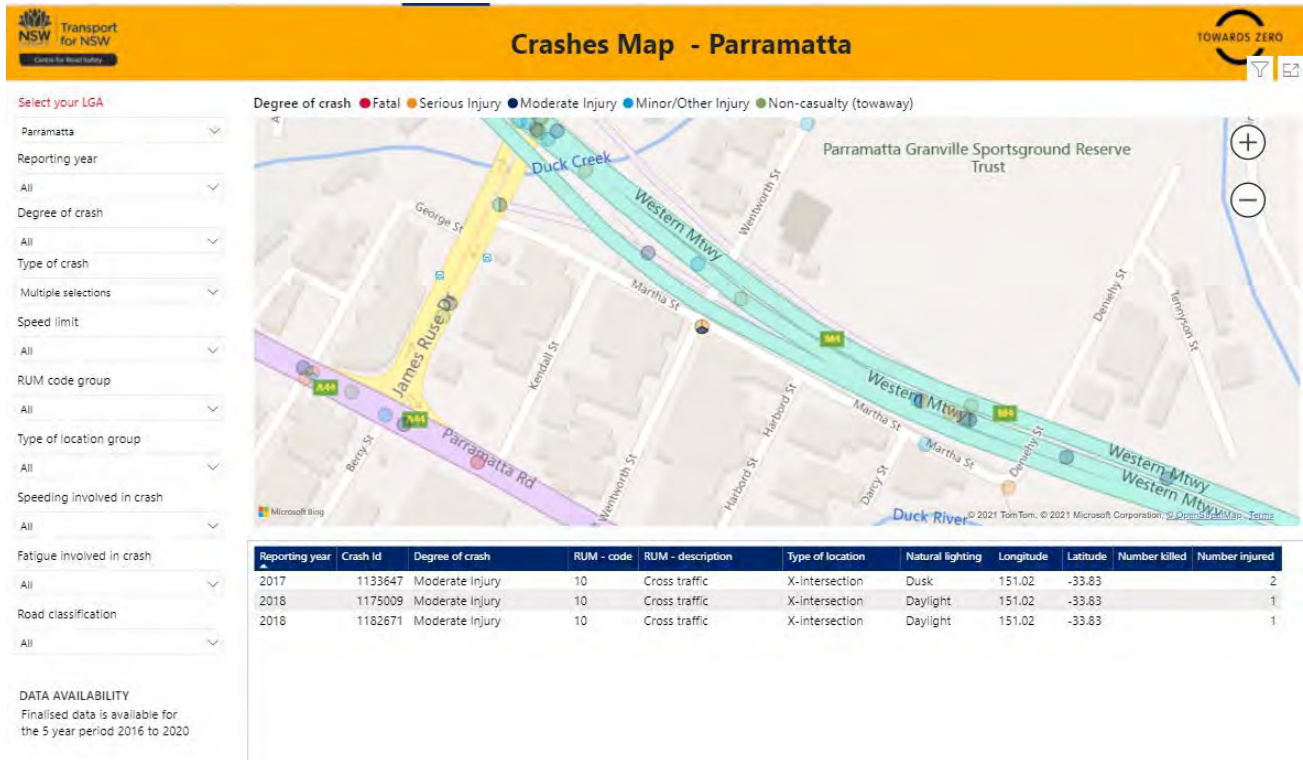 NSW
Transport
for NSW
Centre for Road Safety
Crashes Map - Parramatta
TOWARDS ZERO
Select your LGA
Parramatta
Reporting year
All
Degree of crash
All
Type of crash
Multiple selections
Speed limit
All
RUM code group
All
Type of location group
All
Speeding involved in crash
All
Fatigue involved in crash
All
Road classification
All
DATA AVAILABILITY
Finalised data is available for
the 5 year period 2016 to 2020
Degree of crash Fatal Serious Injury Moderate Injury Minor/Other Injury Non-casualty (towaway)
Duck Creek
Parramatta Granville Sportsground Reserve
Trust
George St
Western Mtwy
Wentworth St
Martha St
James Ruse Dr
Kendall St
Deniehy St
Tennyson St
M4
A44
A44
Western Mtwy
M4
Harbord St
Martha St
Martha St
Deniehy St
Berry St
Parramatta Rd
Wentworth St
Harbord St
Darcy St
Western Mtwy
Western Mtwy
Duck River
Microsoft Bing
© 2021 TomTom, © 2021 Microsoft Corporation, © OpenStreetMap Terms
Reporting year Crash Id Degree of crash RUM - code RUM - description Type of location Natural lighting Longitude Latitude Number killed Number injured
2017 1133647 Moderate Injury 10 Cross traffic X-intersection Dusk 151.02 -33.83 2
2018 1175009 Moderate Injury 10 Cross traffic X-intersection Daylight 151.02 -33.83 1
2018 1182671 Moderate Injury 10 Cross traffic X-intersection Daylight 151.02 -33.83 1